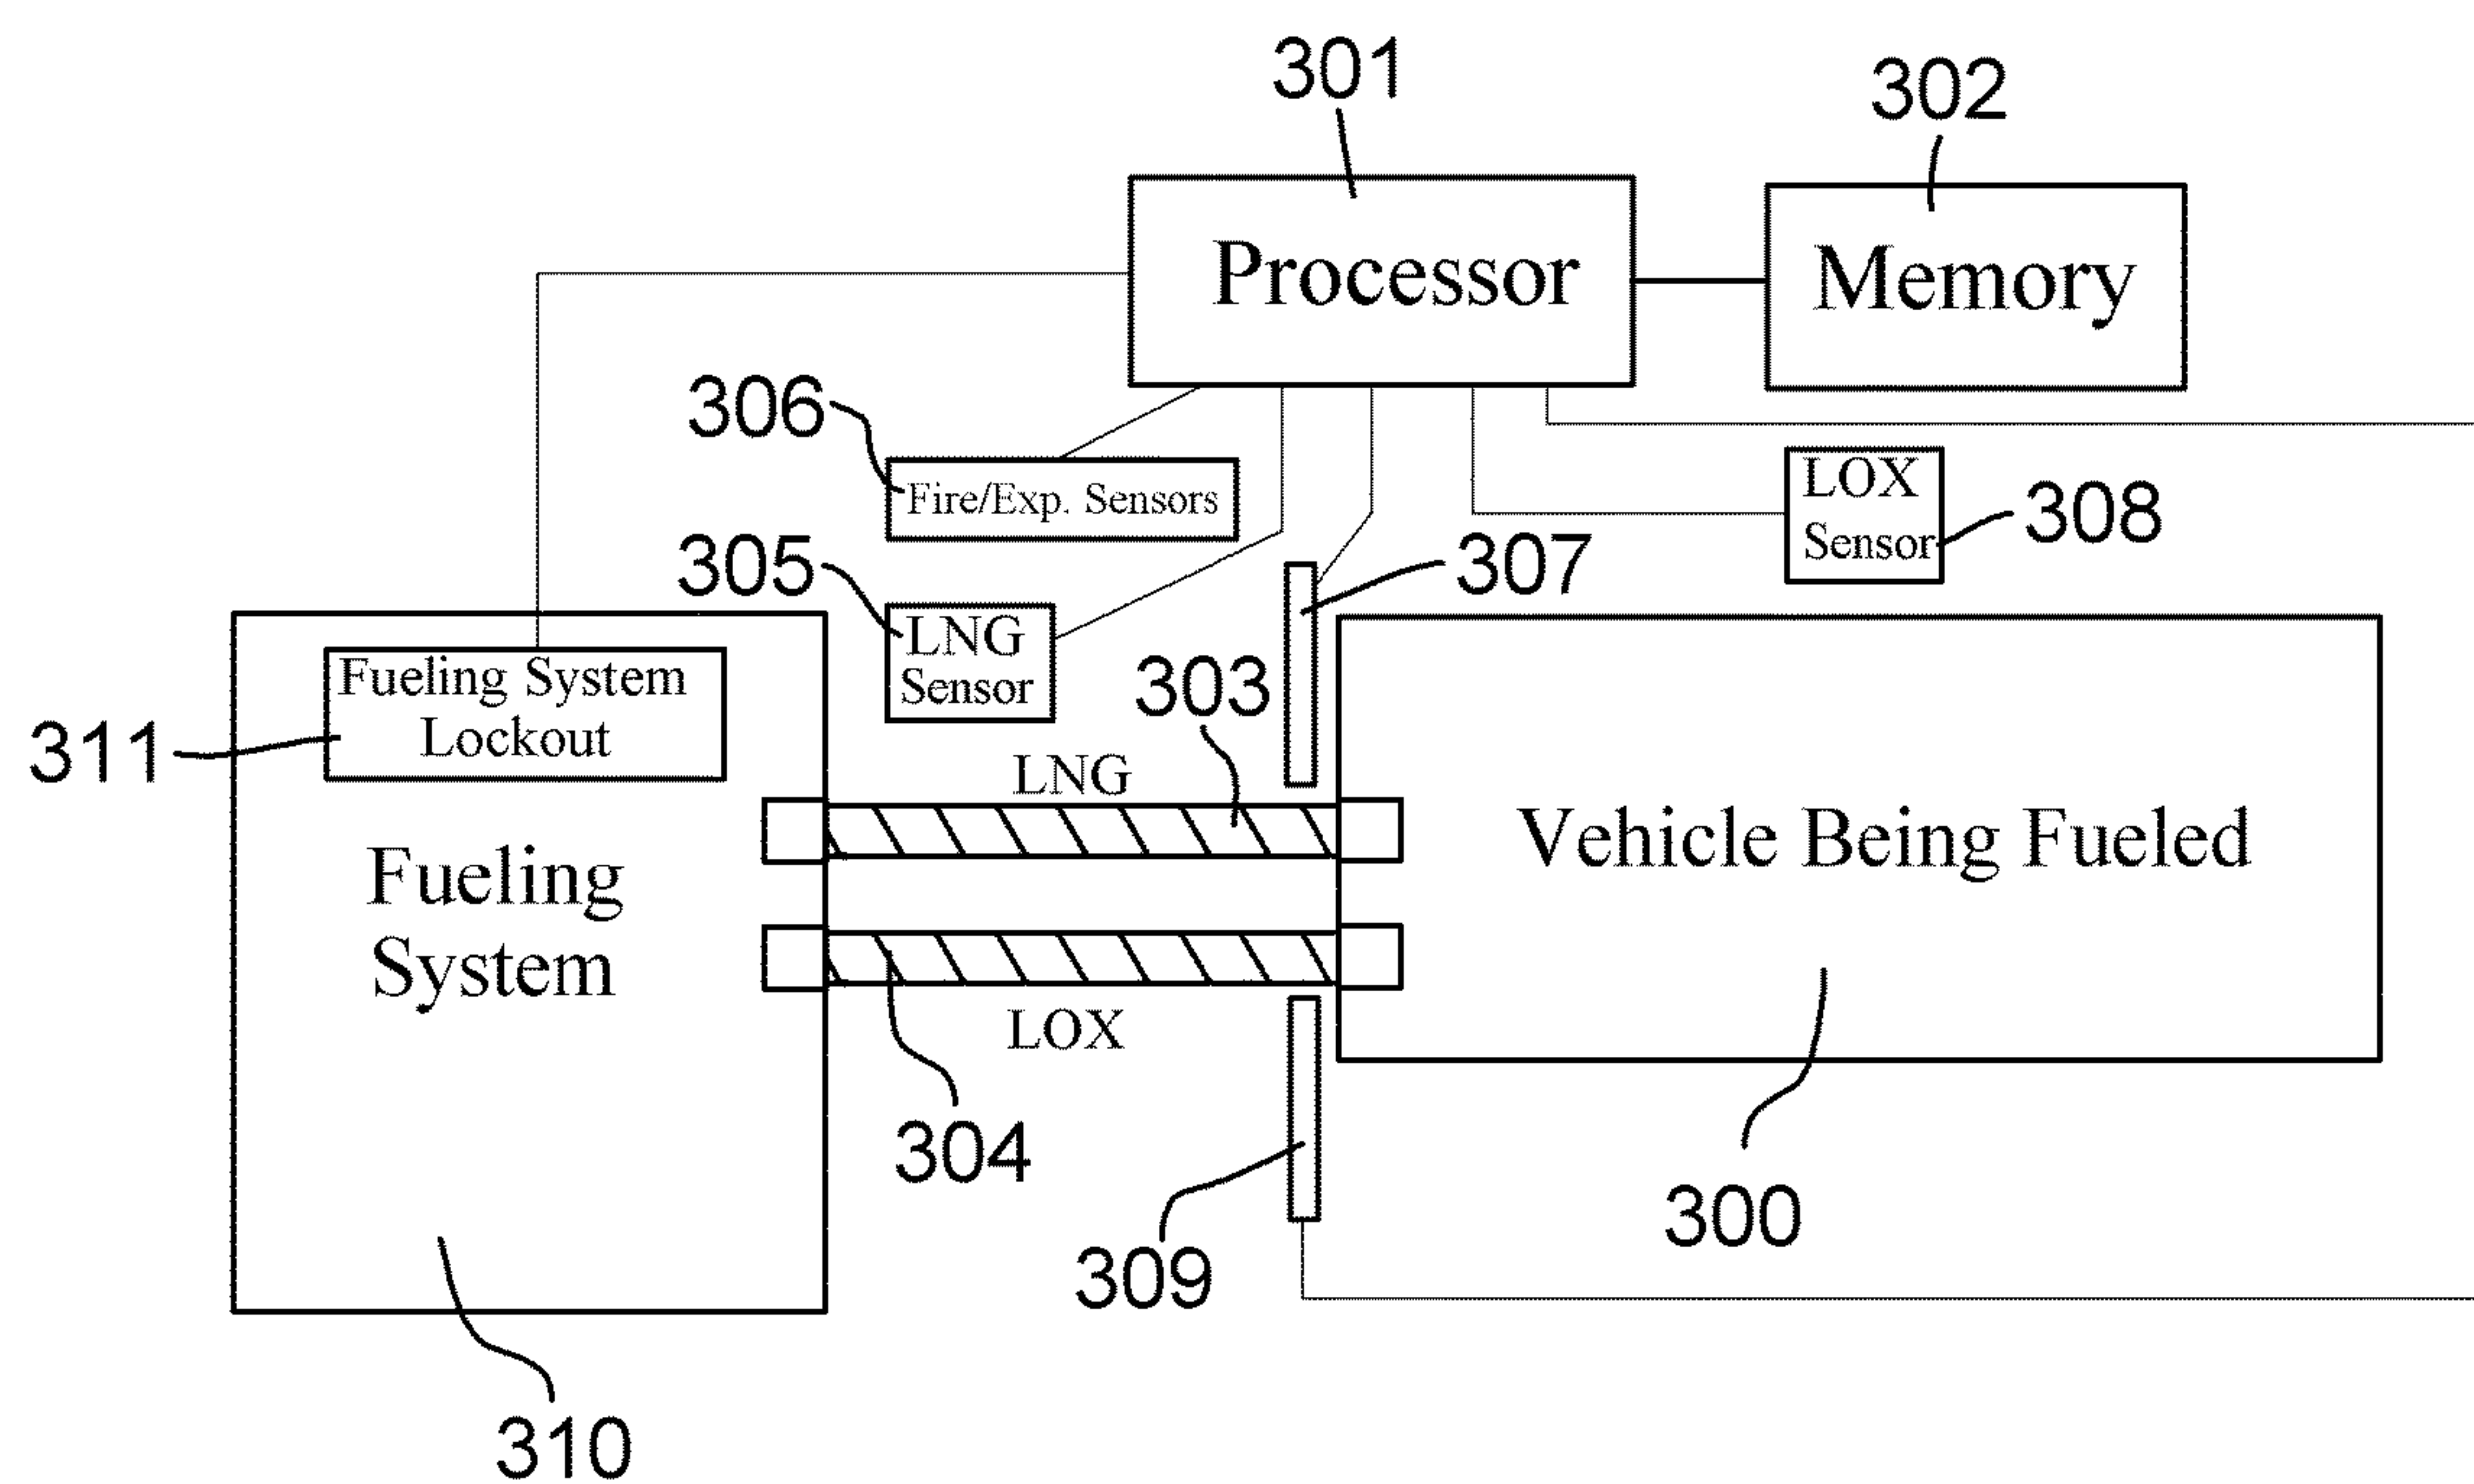 301
302
Processor
Memory
306
Fire/Exp. Sensors
LOX
Sensor
308
305
LNG
Sensor
307
303
Fueling System
Lockout
311
LNG
Vehicle Being Fueled
Fueling
System
LOX
304
309
300
310